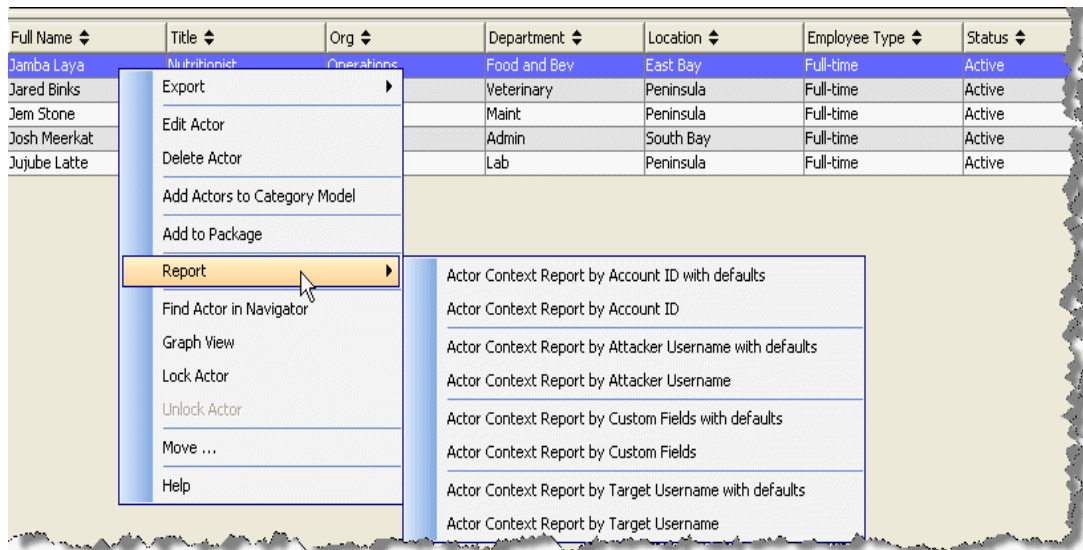 Full Name Title Org Department Location Employee Type Status
Jamba Laya Nutritionist Operations Food and Bev East Bay Full-time Active
Jared Binks Veterinary Peninsula Full-time Active
Jem Stone Maint Peninsula Full-time Active
Josh Meerkat Admin South Bay Full-time Active
Jujube Latte Lab Peninsula Full-time Active
Export
Edit Actor
Delete Actor
Add Actors to Category Model
Add to Package
Report
Find Actor in Navigator
Graph View
Lock Actor
Unlock Actor
Move ...
Help
Actor Context Report by Account ID with defaults
Actor Context Report by Account ID
Actor Context Report by Attacker Username with defaults
Actor Context Report by Attacker Username
Actor Context Report by Custom Fields with defaults
Actor Context Report by Custom Fields
Actor Context Report by Target Username with defaults
Actor Context Report by Target Username